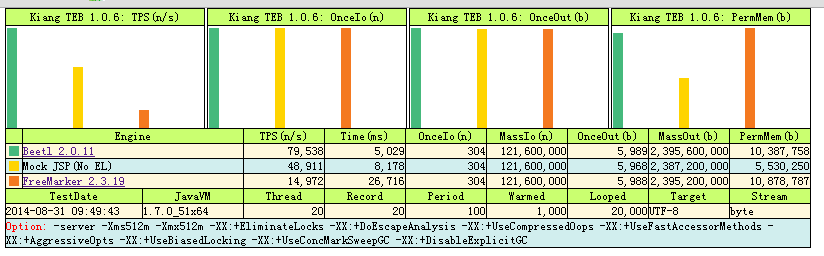 Kiang TEB 1.0.6: TPS(n/s) Kiang TEB 1.0.6: OnceIo(n) Kiang TEB 1.0.6: OnceOut(b) Kiang TEB 1.0.6: PermMem(b)
Engine TPS(n/s) Time(ms) OnceIo(n) MassIo(n) OnceOut(b) MassOut(b) PermMem(b)
Beetl 2.0.11 79,538 5,029 304 121,600,000 5,989 2,395,600,000 10,387,758
Mock JSP(No EL) 48,911 8,178 304 121,600,000 5,968 2,387,200,000 5,530,250
FreeMarker 2.3.19 14,972 26,716 304 121,600,000 5,988 2,395,200,000 10,878,787
TestDate JavaVM Thread Record Period Warmed Looped Target Stream
2014-08-31 09:49:43 1.7.0_51x64 20 20 100 1,000 20,000 UTF-8 byte
Option: -server -Xms512m -Xmx512m -XX:+EliminateLocks -XX:+DoEscapeAnalysis -XX:+UseCompressedOops -XX:+UseFastAccessorMethods -
XX:+AggressiveOpts -XX:+UseBiasedLocking -XX:+UseConcMarkSweepGC -XX:+DisableExplicitGC